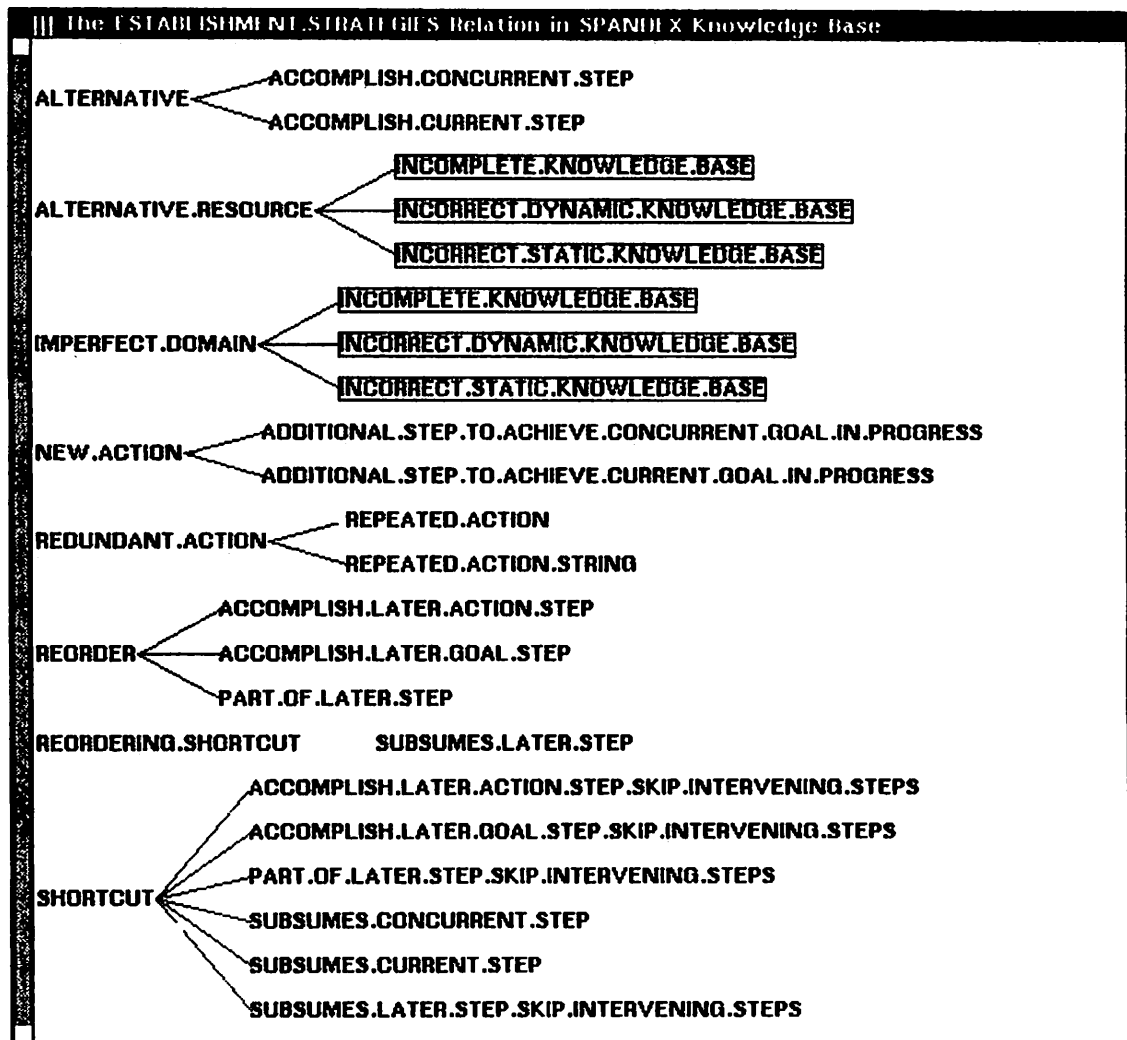 The ESTABLISHMENT.STRATEGIES Relation in SPANDEX Knowledge Base
ACCOMPLISH.CONCURRENT.STEP
ALTERNATIVE
ACCOMPLISH.CURRENT.STEP
INCOMPLETE.KNOWLEDGE.BASE
ALTERNATIVE.RESOURCE
INCORRECT.DYNAMIC.KNOWLEDGE.BASE
INCORRECT.STATIC.KNOWLEDGE.BASE
INCOMPLETE.KNOWLEDGE.BASE
IMPERFECT.DOMAIN
INCORRECT.DYNAMIC.KNOWLEDGE.BASE
INCORRECT.STATIC.KNOWLEDGE.BASE
ADDITIONAL.STEP.TO.ACHIEVE.CONCURRENT.GOAL.IN.PROGRESS
NEW.ACTION
ADDITIONAL.STEP.TO.ACHIEVE.CURRENT.GOAL.IN.PROGRESS
REPEATED.ACTION
REDUNDANT.ACTION
REPEATED.ACTION.STRING
ACCOMPLISH.LATER.ACTION.STEP
REORDER
ACCOMPLISH.LATER.GOAL.STEP
PART.OF.LATER.STEP
REORDERING.SHORTCUT SUBSUMES.LATER.STEP
ACCOMPLISH.LATER.ACTION.STEP.SKIP.INTERVENING.STEPS
ACCOMPLISH.LATER.GOAL.STEP.SKIP.INTERVENING.STEPS
PART.OF.LATER.STEP.SKIP.INTERVENING.STEPS
SHORTCUT
SUBSUMES.CONCURRENT.STEP
SUBSUMES.CURRENT.STEP
SUBSUMES.LATER.STEP.SKIP.INTERVENING.STEPS